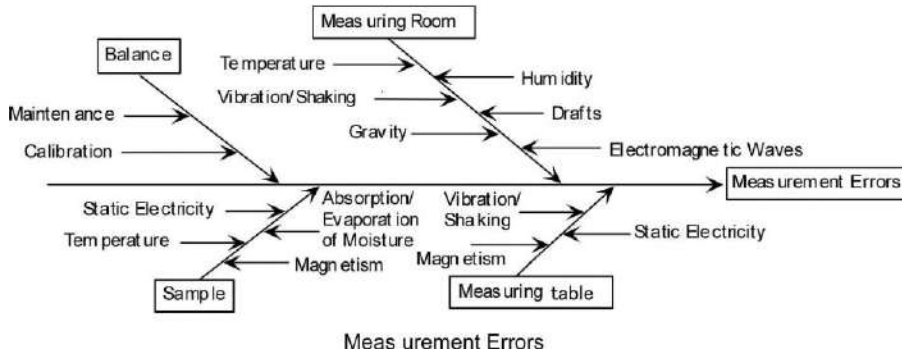 Measuring Room
Balance
Temperature
Humidity
Vibration/Shaking
Maintenance
Drafts
Gravity
Calibration
Electromagnetic Waves
Measurement Errors
Static Electricity
Absorption/
Evaporation
of Moisture
Vibration/
Shaking
Temperature
Static Electricity
Magnetism
Magnetism
Sample
Measuring table
Measurement Errors